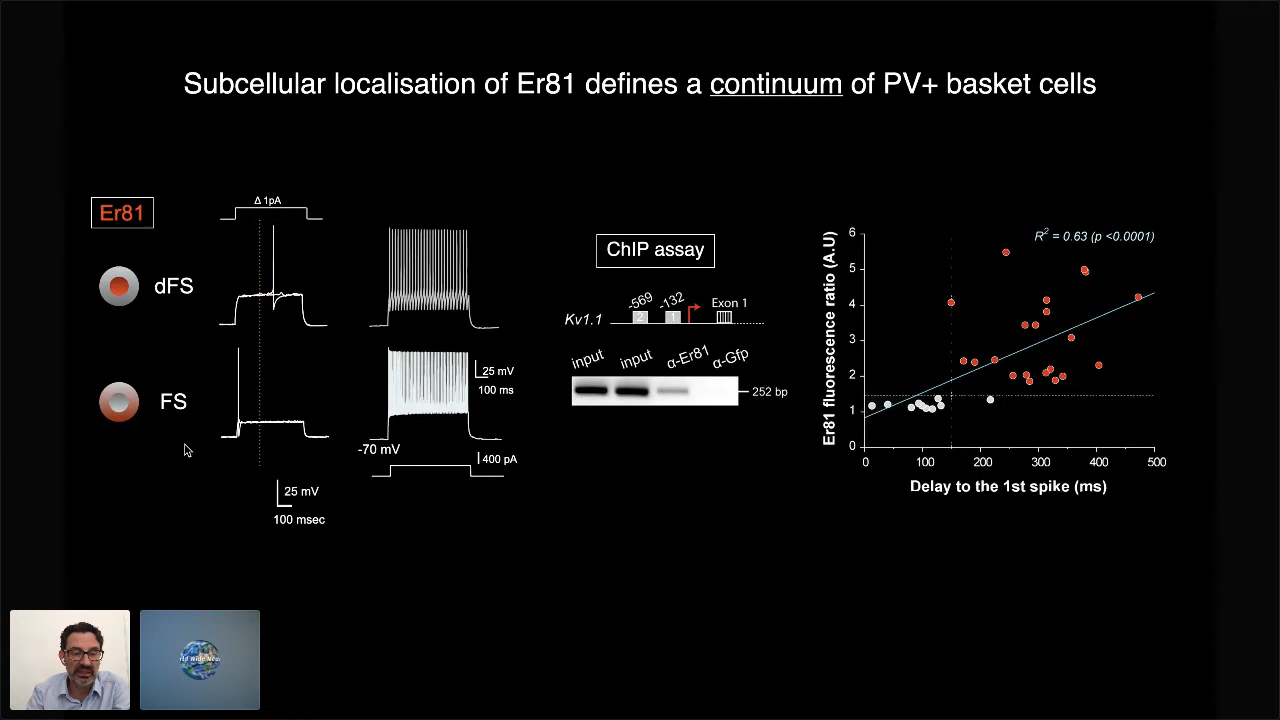 Subcellular localisation of Er81 defines a continuum of PV+ basket cells
Er81
Δ 1pA
dFS
FS
25 mV
100 msec
25 mV
100 ms
-70 mV
400 pA
ChIP assay
-569
-132
Exon 1
Kv1.1
2
1
input
input
α-Er81
α-Gfp
252 bp
R² = 0.63 (p <0.0001)
Er81 fluorescence ratio (A.U)
6
5
4
3
2
1
0
0 100 200 300 400 500
Delay to the 1st spike (ms)